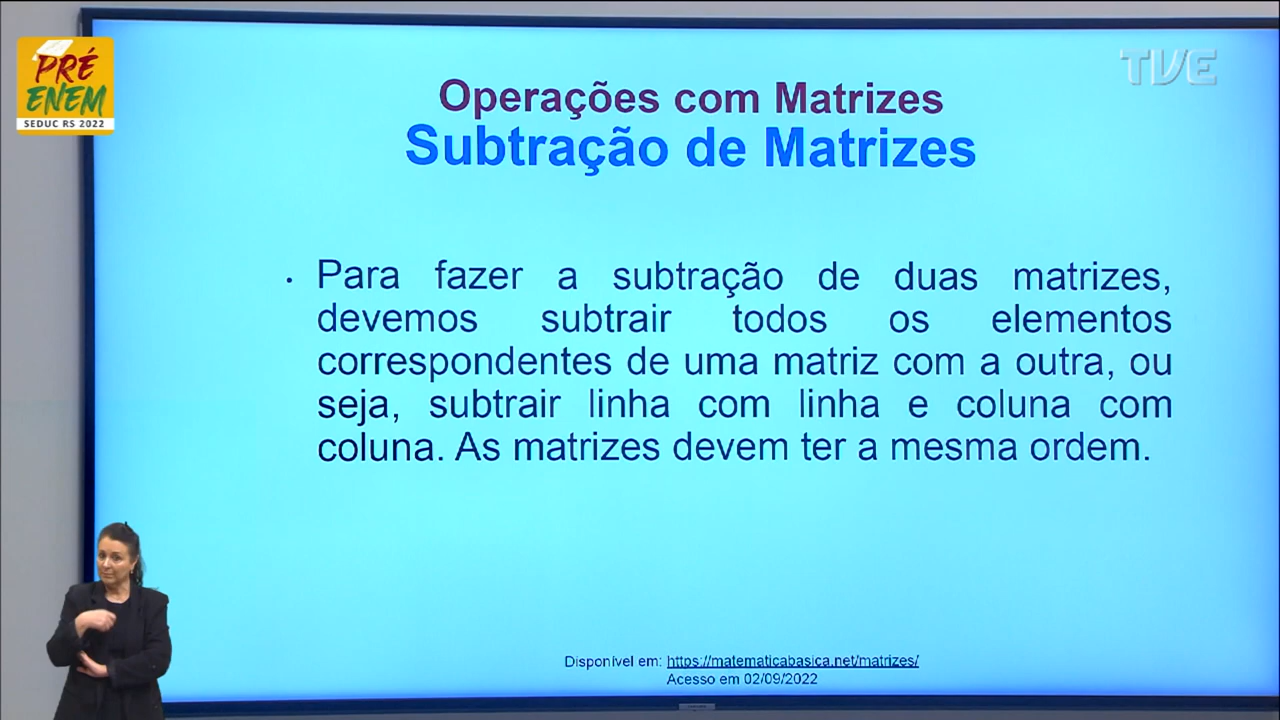 PRÉ
ENEM
SEDUC RS 2022
TVE
Operações com Matrizes
Subtração de Matrizes
• Para fazer a subtração de duas matrizes,
devemos subtrair todos os elementos
correspondentes de uma matriz com a outra, ou
seja, subtrair linha com linha e coluna com
coluna. As matrizes devem ter a mesma ordem.
Disponível em: https://matematicabasica.net/matrizes/
Acesso em 02/09/2022